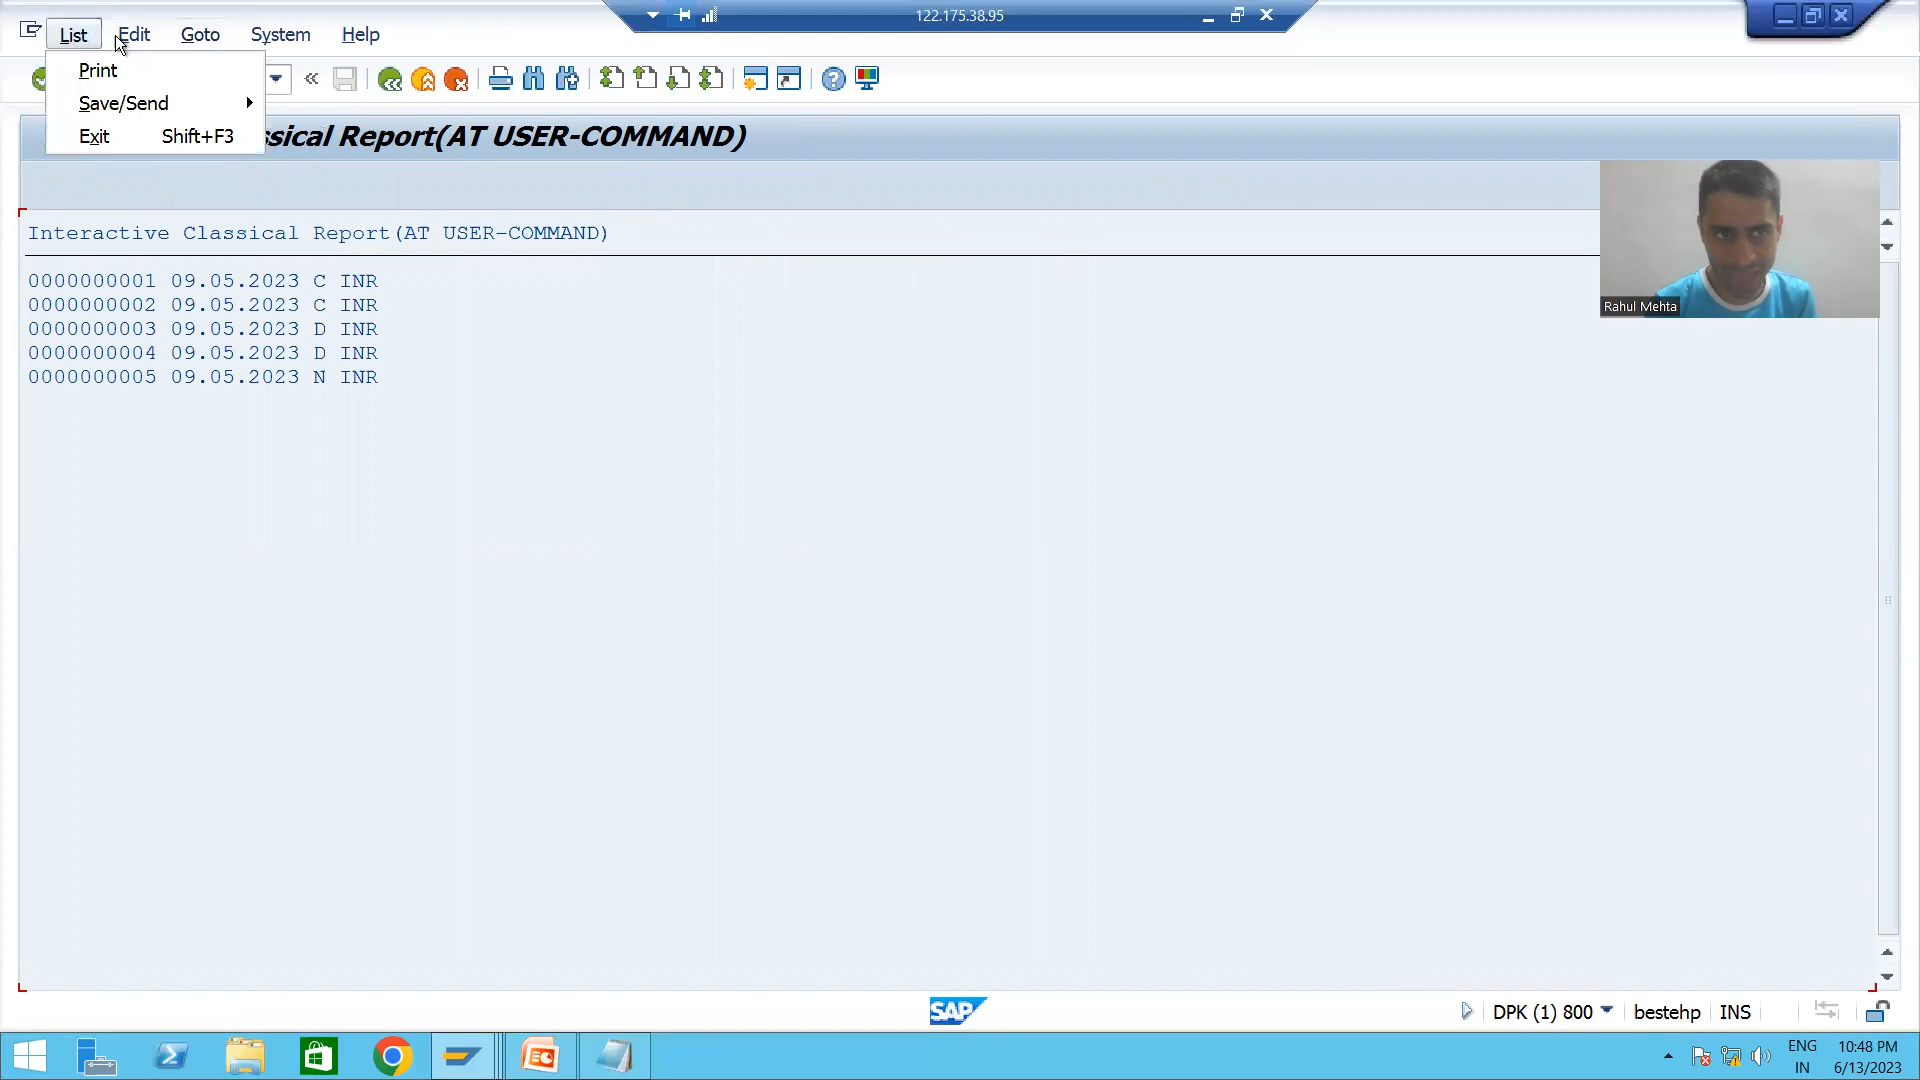 122.175.38.95
List Edit Goto System Help
Print
Save/Send
Exit Shift+F3
ssical Report(AT USER-COMMAND)
Interactive Classical Report(AT USER-COMMAND)
0000000001 09.05.2023 C INR
0000000002 09.05.2023 C INR
0000000003 09.05.2023 D INR
0000000004 09.05.2023 D INR
0000000005 09.05.2023 N INR
Rahul Mehta
SAP
DPK (1) 800 bestehp INS
ENG 10:48 PM
IN 6/13/2023